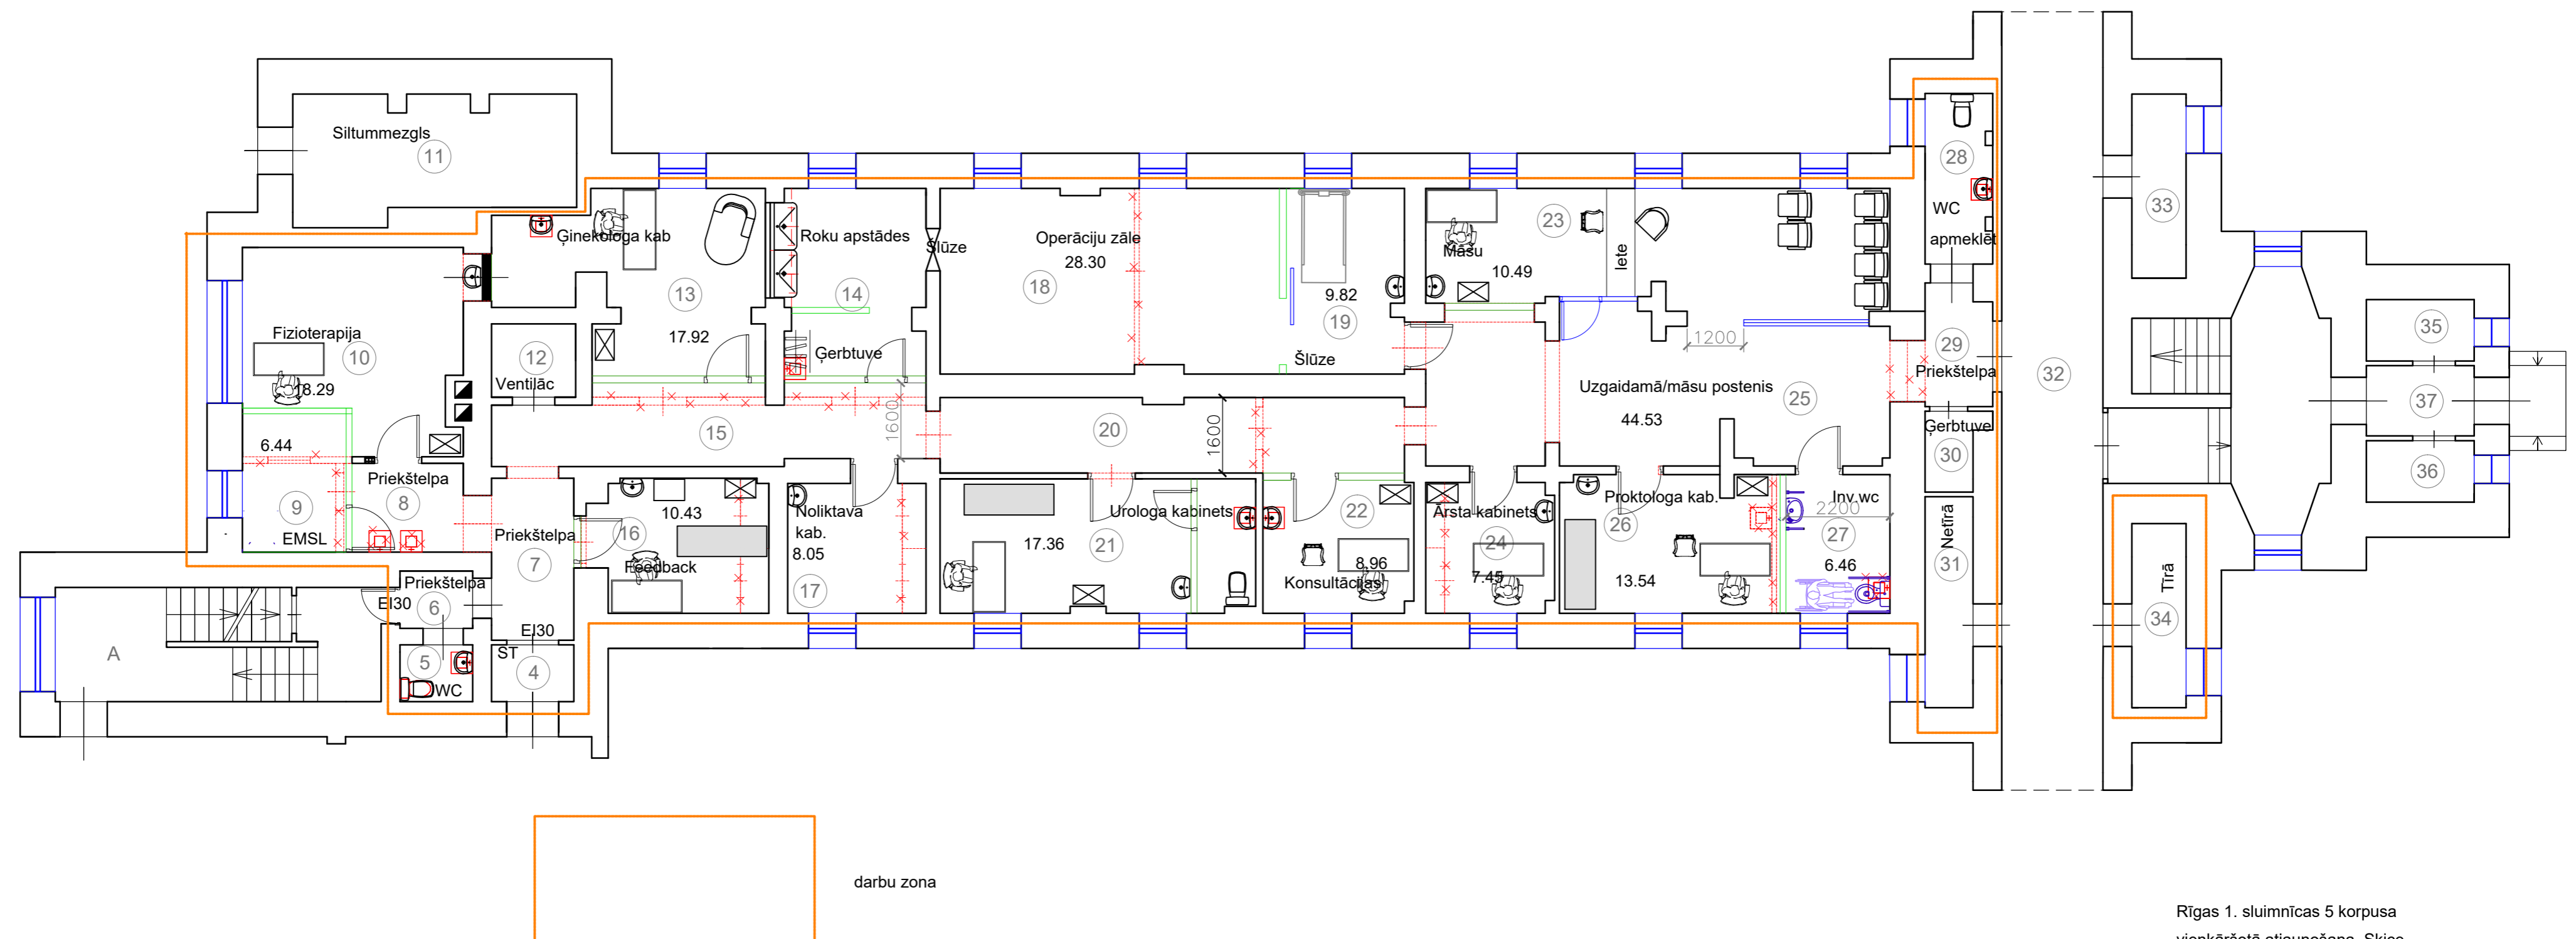 Siltummezgls
11
28
WC
apmeklēt
33
Ģinekologa kab
13
17.92
Roku apstādes
14
Ģerbtuve
Šlūze
Operāciju zāle
28.30
18
9.82
19
Šlūze
Māsu
23
10.49
lete
1200
29
Priekštelpa
32
35
37
36
Fizioterapija
10
18.29
12
Ventilāc
6.44
9
EMSL
Priekštelpa
8
15
1600
20
1600
Uzgaidamā/māsu postenis
44.53
25
Ģerbtuve
30
Netīrā
31
Priekštelpa
7
16
10.43
Feedback
Noliktava
kab.
8.05
17
17.36
21
Urologa kabinets
22
8.96
Konsultācijas
Ārsta kabinets
24
7.45
Proktologa kab.
26
13.54
Inv.wc
2200
27
6.46
Tīrā
34
A
Priekštelpa
EI30
6
5
WC
EI30
ST
4
darbu zona
Rīgas 1. sluimnīcas 5 korpusa
vienkāršotā atjaunošana. Skice